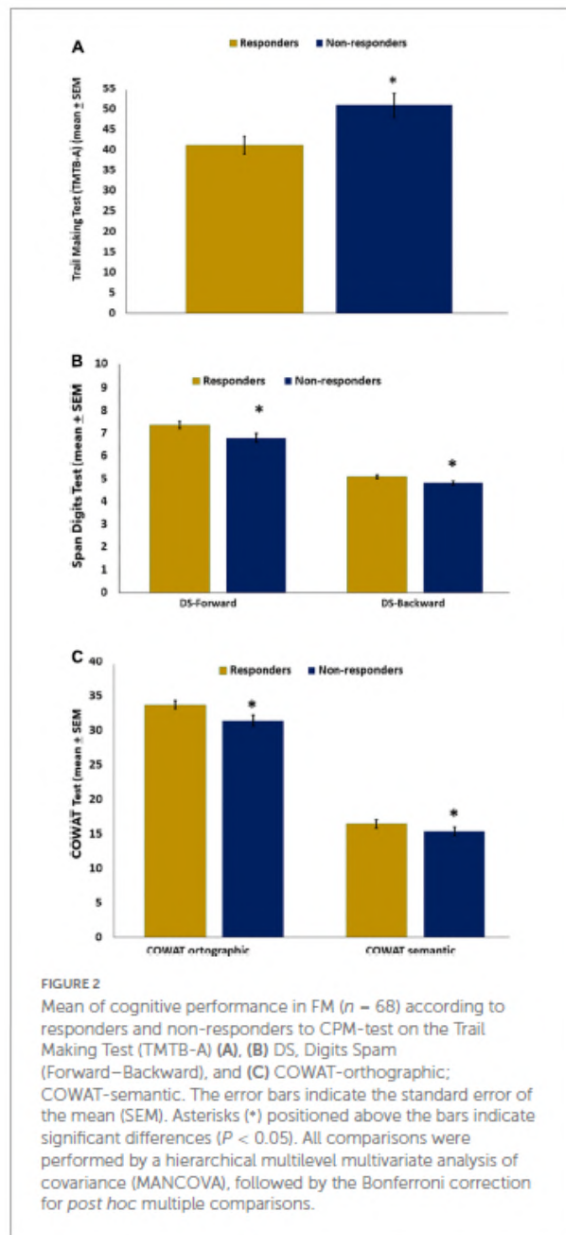 A
Responders Non-responders
Trail Making Test (TMTB-A) (mean ± SEM
55
50
45
40
35
30
25
20
15
10
5
0
*
B
Responders Non-responders
Span Digits Test (mean ± SEM
10
9
8
7
6
5
4
3
2
1
0
*
*
DS-Forward DS-Backward
C
Responders Non-responders
COWAT Test (mean ± SEM
40
35
30
25
20
15
10
5
0
*
*
COWAT ortographic COWAT semantic
FIGURE 2
Mean of cognitive performance in FM (n = 68) according to
responders and non-responders to CPM-test on the Trail
Making Test (TMTB-A) (A), (B) DS, Digits Spam
(Forward–Backward), and (C) COWAT-orthographic;
COWAT-semantic. The error bars indicate the standard error of
the mean (SEM). Asterisks (*) positioned above the bars indicate
significant differences (P < 0.05). All comparisons were
performed by a hierarchical multilevel multivariate analysis of
covariance (MANCOVA), followed by the Bonferroni correction
for post hoc multiple comparisons.